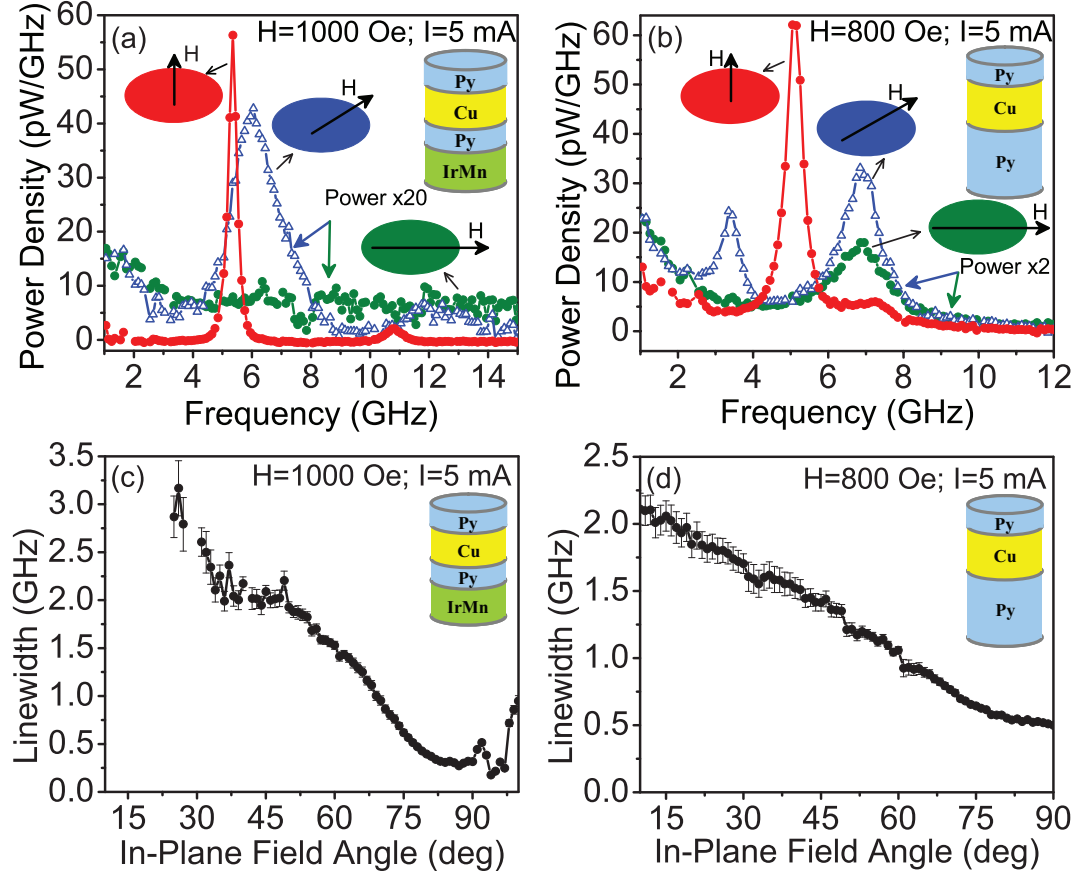 (a) H=1000 Oe; I=5 mA
H
H
Py
Cu
Py
IrMn
Power x20
H
60
50
40
30
20
10
0
Power Density (pW/GHz)
2 4 6 8 10 12 14
Frequency (GHz)
(b) H=800 Oe; I=5 mA
H
H
Py
Cu
Py
H
Power x2
60
50
40
30
20
10
0
Power Density (pW/GHz)
2 4 6 8 10 12
Frequency (GHz)
(c) H=1000 Oe; I=5 mA
Py
Cu
Py
IrMn
3.5
3.0
2.5
2.0
1.5
1.0
0.5
0.0
Linewidth (GHz)
15 30 45 60 75 90
In-Plane Field Angle (deg)
(d) H=800 Oe; I=5 mA
Py
Cu
Py
2.5
2.0
1.5
1.0
0.5
0.0
Linewidth (GHz)
15 30 45 60 75 90
In-Plane Field Angle (deg)